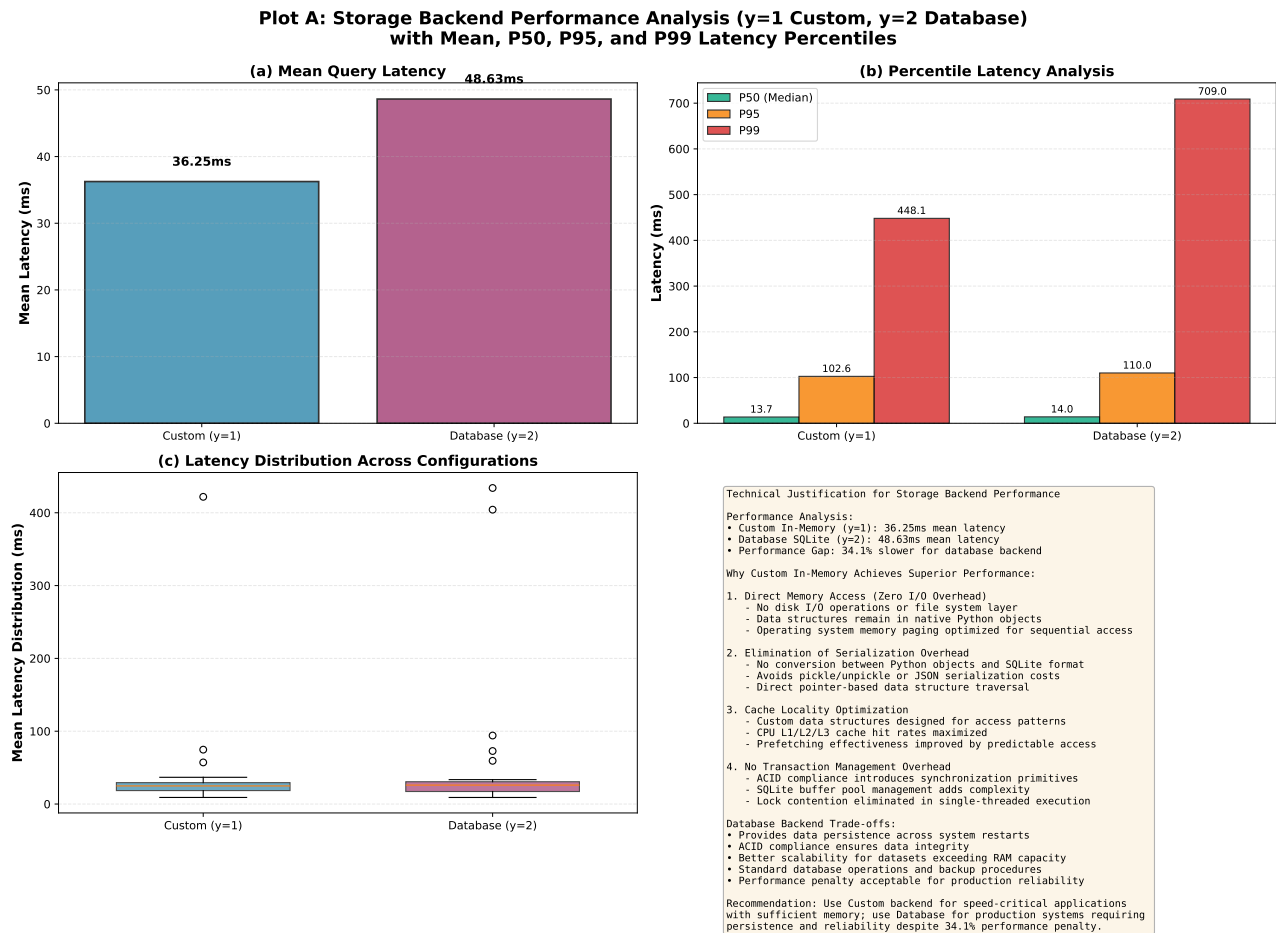 Plot A: Storage Backend Performance Analysis (y=1 Custom, y=2 Database)
with Mean, P50, P95, and P99 Latency Percentiles
(a) Mean Query Latency
Mean Latency (ms)
50
40
30
20
10
0
36.25ms
48.63ms
Custom (y=1)
Database (y=2)
(b) Percentile Latency Analysis
Latency (ms)
700
600
500
400
300
200
100
0
P50 (Median)
P95
P99
13.7
102.6
448.1
14.0
110.0
709.0
Custom (y=1)
Database (y=2)
(c) Latency Distribution Across Configurations
Mean Latency Distribution (ms)
400
300
200
100
0
Custom (y=1)
Database (y=2)
Technical Justification for Storage Backend Performance
Performance Analysis:
• Custom In-Memory (y=1): 36.25ms mean latency
• Database SQLite (y=2): 48.63ms mean latency
• Performance Gap: 34.1% slower for database backend
Why Custom In-Memory Achieves Superior Performance:
1. Direct Memory Access (Zero I/O Overhead)
- No disk I/O operations or file system layer
- Data structures remain in native Python objects
- Operating system memory paging optimized for sequential access
2. Elimination of Serialization Overhead
- No conversion between Python objects and SQLite format
- Avoids pickle/unpickle or JSON serialization costs
- Direct pointer-based data structure traversal
3. Cache Locality Optimization
- Custom data structures designed for access patterns
- CPU L1/L2/L3 cache hit rates maximized
- Prefetching effectiveness improved by predictable access
4. No Transaction Management Overhead
- ACID compliance introduces synchronization primitives
- SQLite buffer pool management adds complexity
- Lock contention eliminated in single-threaded execution
Database Backend Trade-offs:
• Provides data persistence across system restarts
• ACID compliance ensures data integrity
• Better scalability for datasets exceeding RAM capacity
• Standard database operations and backup procedures
• Performance penalty acceptable for production reliability
Recommendation: Use Custom backend for speed-critical applications
with sufficient memory; use Database for production systems requiring
persistence and reliability despite 34.1% performance penalty.